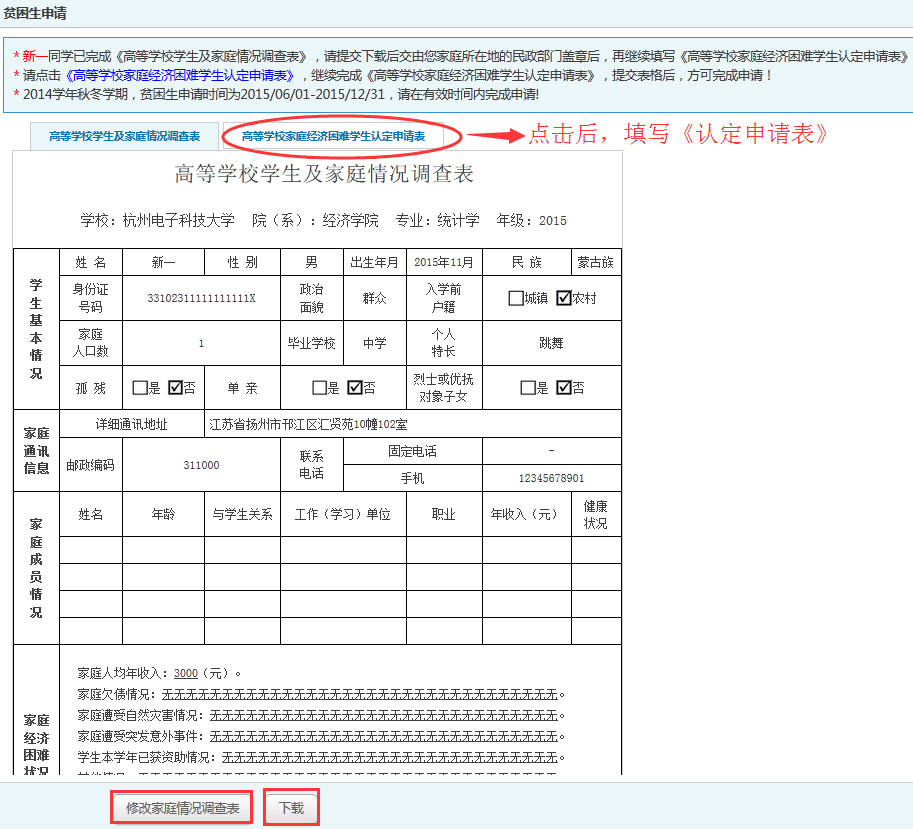 贫困生申请
* 新一同学已完成《高等学校学生及家庭情况调查表》，请提交下载后交由您家庭所在地的民政部门盖章后，再继续填写《高等学校家庭经济困难学生认定申请表》
* 请点击《高等学校家庭经济困难学生认定申请表》，继续完成《高等学校家庭经济困难学生认定申请表》，提交表格后，方可完成申请！
* 2014学年秋冬学期，贫困生申请时间为2015/06/01-2015/12/31，请在有效时间内完成申请!
高等学校学生及家庭情况调查表 高等学校家庭经济困难学生认定申请表 点击后，填写《认定申请表》
高等学校学生及家庭情况调查表
学校：杭州电子科技大学 院（系）：经济学院 专业：统计学 年级：2015
学生基本情况
姓 名 新一 性 别 男 出生年月 2015年11月 民 族 蒙古族
身份证号码 33102311111111111X 政治面貌 群众 入学前户籍 城镇 农村
家庭人口数 1 毕业学校 中学 个人特长 跳舞
孤 残 是 否 单 亲 是 否 烈士或优抚对象子女 是 否
家庭通讯信息
详细通讯地址 江苏省扬州市邗江区汇贤苑10幢102室
邮政编码 311000 联系电话 固定电话 -
手机 12345678901
家庭成员情况
姓名 年龄 与学生关系 工作（学习）单位 职业 年收入（元） 健康状况
家庭经济困难状况
家庭人均年收入：3000（元）。
家庭欠债情况：无无无无无无无无无无无无无无无无无无无无无无无无无无无无无无无无无。
家庭遭受自然灾害情况：无无无无无无无无无无无无无无无无无无无无无无无无无无无无无。
家庭遭受突发意外事件：无无无无无无无无无无无无无无无无无无无无无无无无无无无无无。
学生本学年已获资助情况：无无无无无无无无无无无无无无无无无无无无无无无无无无无无。
修改家庭情况调查表 下载